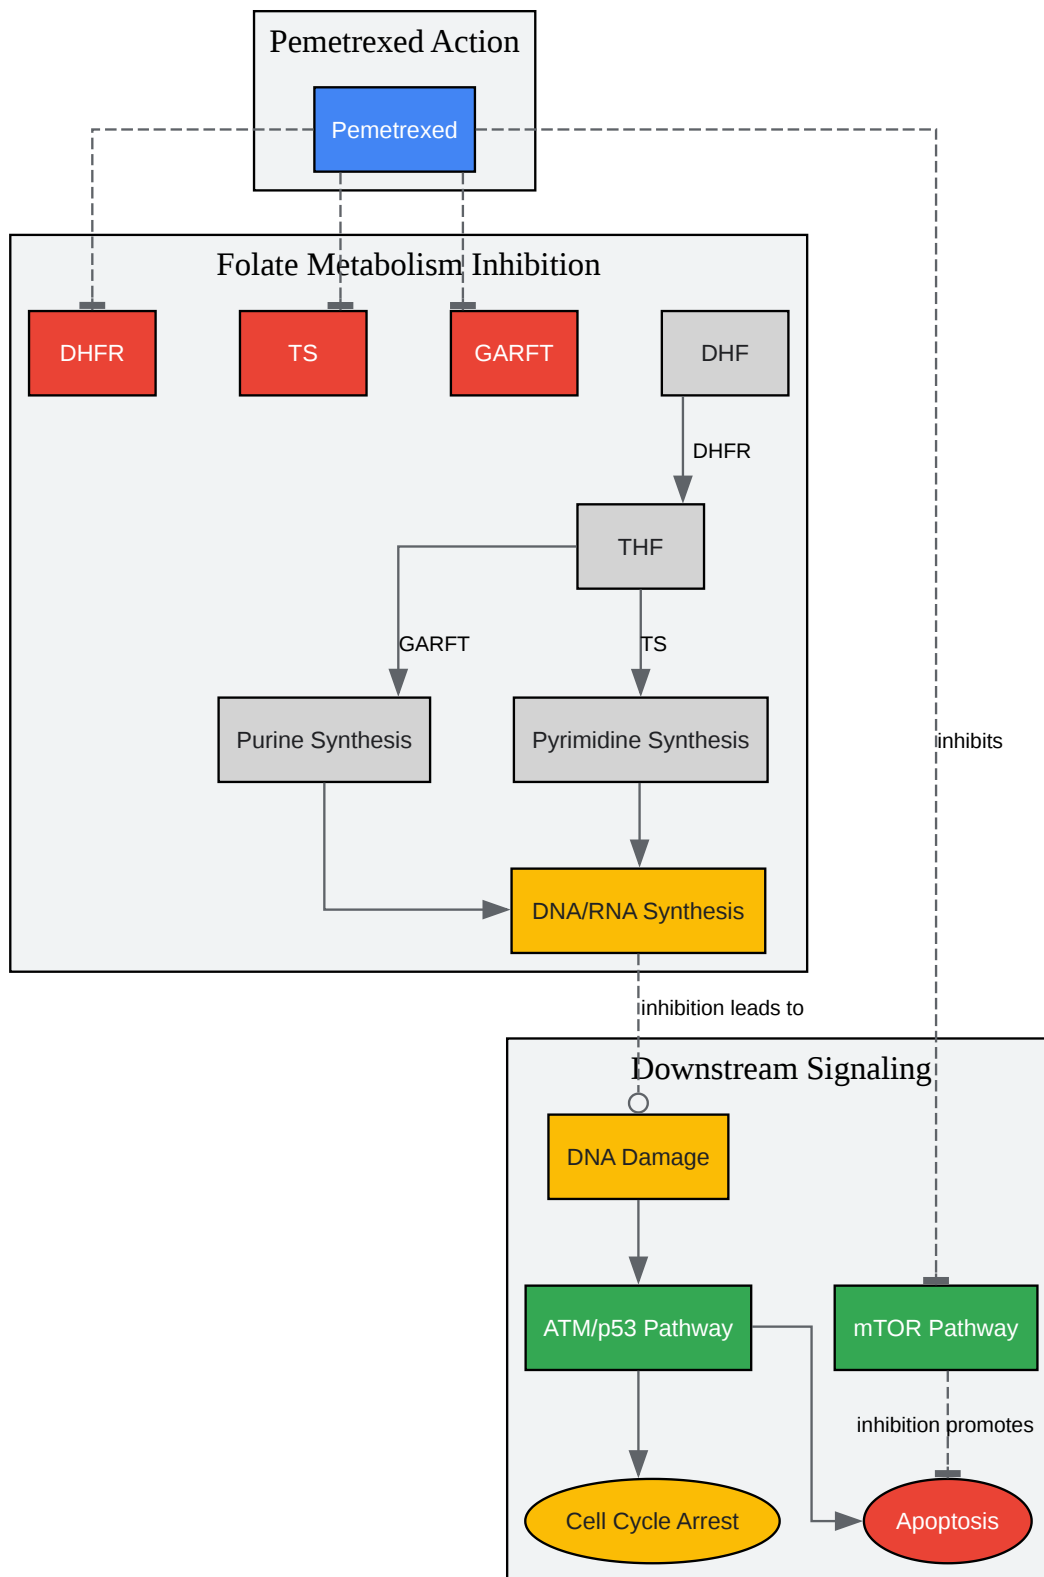 Pemetrexed Action
Pemetrexed
Folate Metabolism Inhibition
DHFR
TS
GARFT
DHF
DHFR
THF
GARFT
TS
Purine Synthesis
Pyrimidine Synthesis
inhibits
DNA/RNA Synthesis
inhibition leads to
Downstream Signaling
DNA Damage
ATM/p53 Pathway
mTOR Pathway
inhibition promotes
Cell Cycle Arrest
Apoptosis